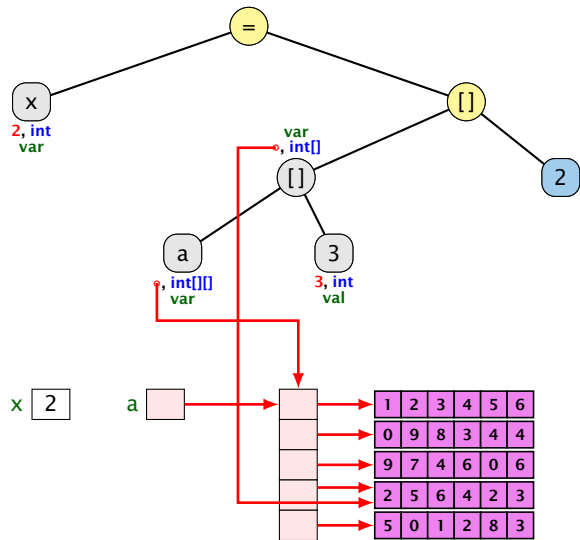 =
x
[]
2, int
var
var
, int[]
[]
2
a
3
, int[][]
var
3, int
val
x 2 a
1 2 3 4 5 6
0 9 8 3 4 4
9 7 4 6 0 6
2 5 6 4 2 3
5 0 1 2 8 3